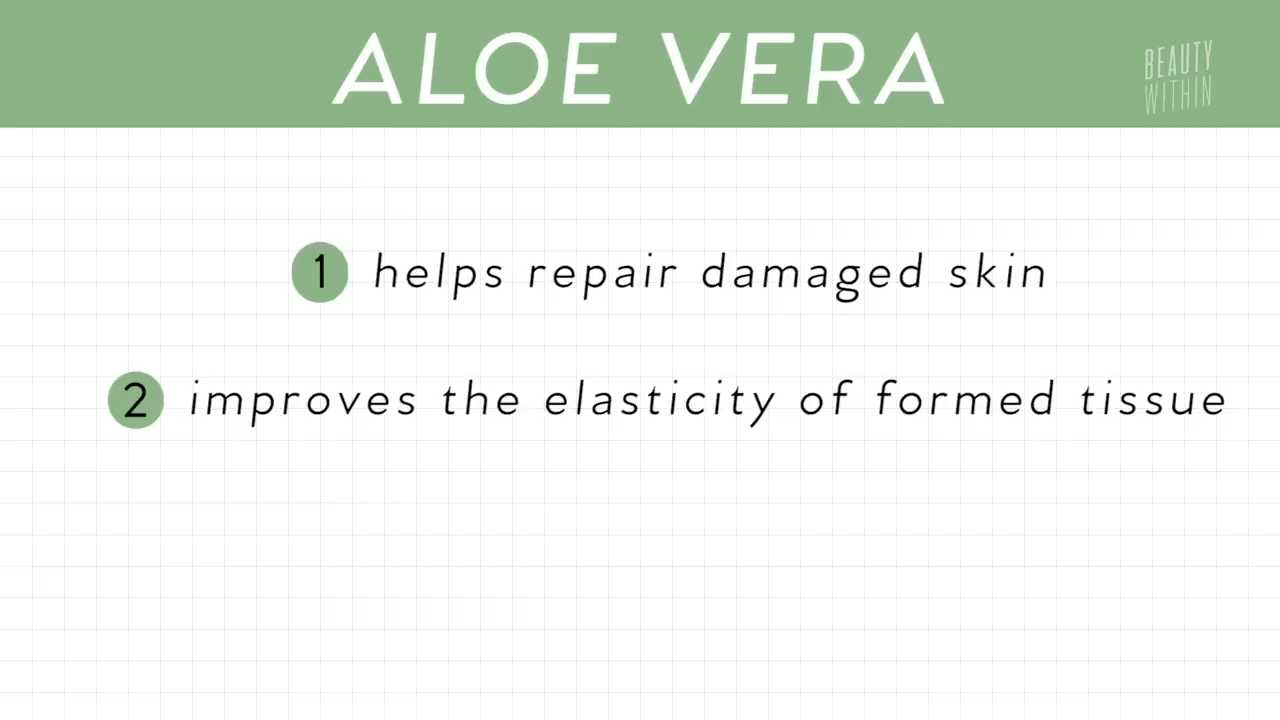 ALOE VERA
BEAUTY
WITHIN
1 helps repair damaged skin
2 improves the elasticity of formed tissue